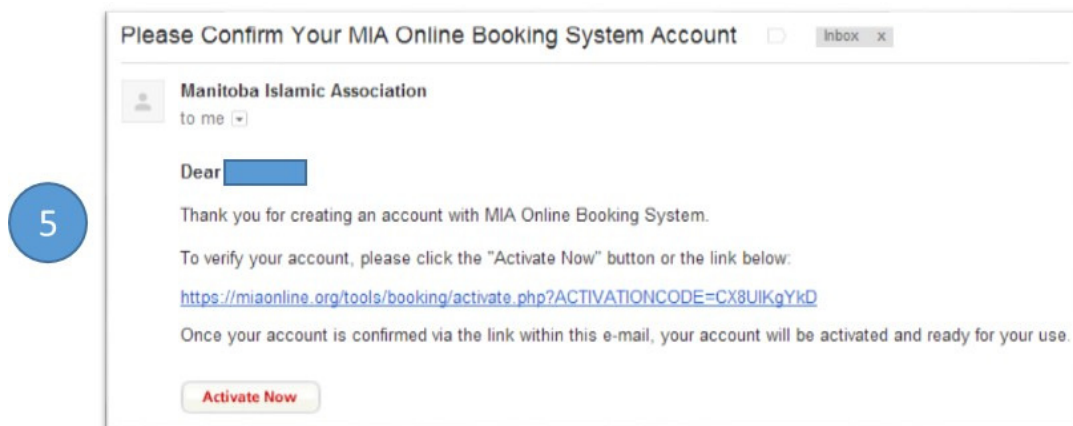 Please Confirm Your MIA Online Booking System Account
Inbox x
Manitoba Islamic Association
to me
Dear
5
Thank you for creating an account with MIA Online Booking System.
To verify your account, please click the "Activate Now" button or the link below:
https://miaonline.org/tools/booking/activate.php?ACTIVATIONCODE=CX8UIKgYkD
Once your account is confirmed via the link within this e-mail, your account will be activated and ready for your use.
Activate Now